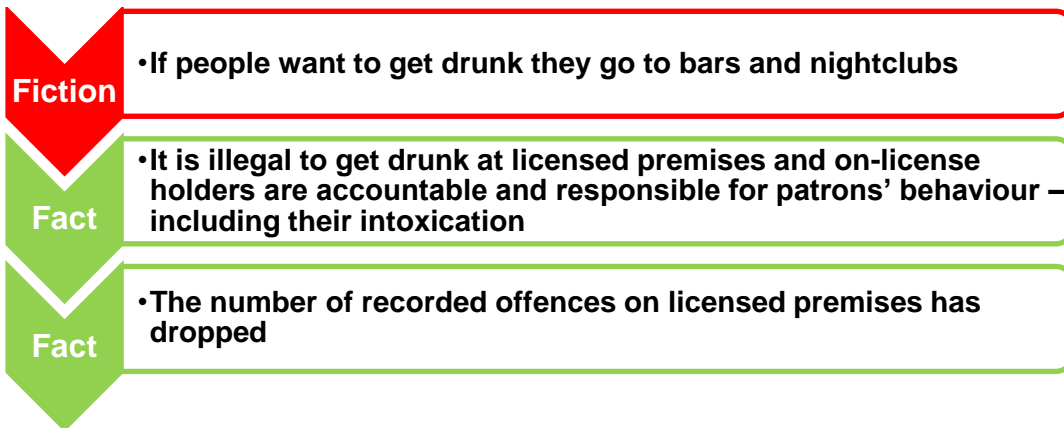 Fiction
•If people want to get drunk they go to bars and nightclubs
Fact
•It is illegal to get drunk at licensed premises and on-license
holders are accountable and responsible for patrons' behaviour –
including their intoxication
Fact
•The number of recorded offences on licensed premises has
dropped